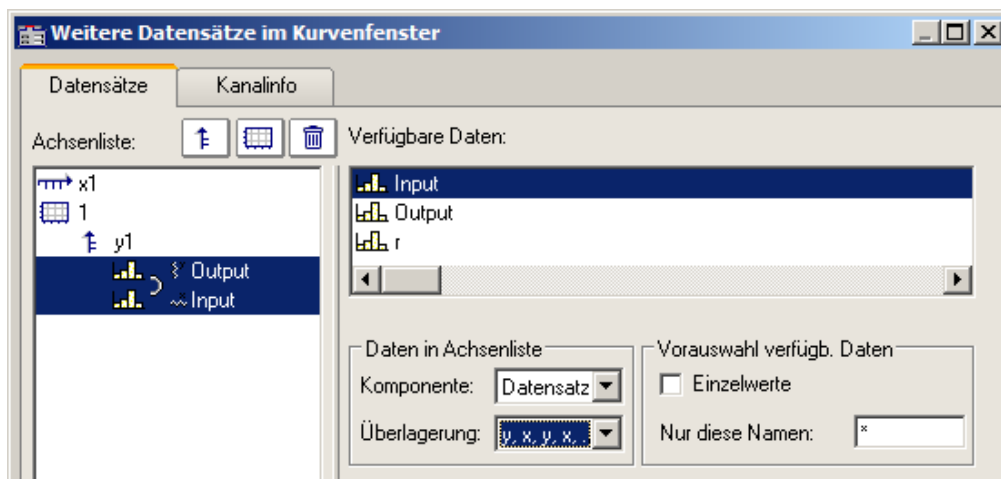 Weitere Datensätze im Kurvenfenster
Datensätze Kanalinfo
Achsenliste: Verfügbare Daten:
x1
1
y1
Output
Input
Input
Output
r
Daten in Achsenliste
Komponente: Datensatz
Überlagerung: y, x, y, x, .
Vorauswahl verfügb. Daten
Einzelwerte
Nur diese Namen: *